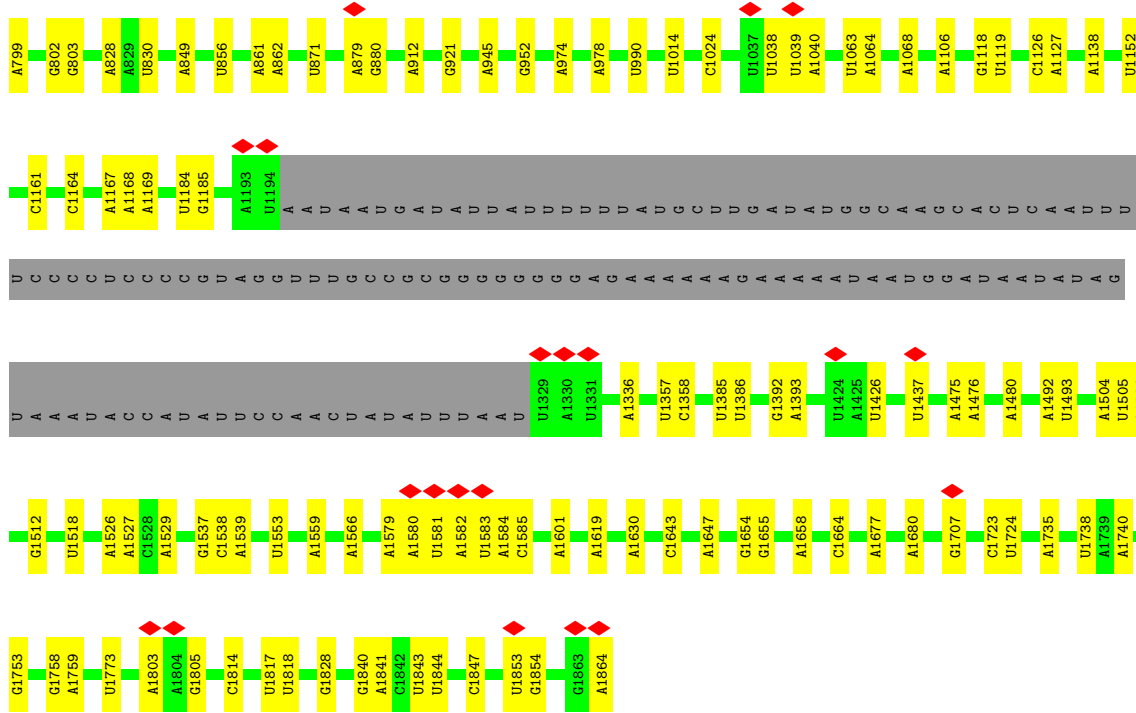 A799 G802 G803 A828 A829 U830 A849 U856 A861 A862 U871 A879 G880 A912 G921 A945 G952 A974 A978 U990 U1014 C1024 U1037 U1038 U1039 A1040 U1063 A1064 A1068 A1106 G1118 U1119 C1126 A1127 A1138 U1152
C1161 C1164 A1167 A1168 A1169 U1184 G1185 A1193 U1194 A A U A A U G A U A U U A U U U U U U A U G C U U G A U A U G G C A A G C A C U C A A U U U
U C C C C U C C C C G U A G G U U U G C C G C G G G G G G G A G A A A A A G A A A A A U A A U G G A U A A U A U A G
U A A A U A C C A U A U U C C A A C U A U A U U U A A U U1329 A1330 U1331 A1336 U1357 C1358 U1385 U1386 G1392 A1393 U1424 A1425 U1426 U1437 A1475 A1476 A1480 A1492 U1493 A1504 U1505
G1512 U1518 A1526 A1527 C1528 A1529 G1537 C1538 A1539 U1553 A1559 A1566 A1579 A1580 U1581 A1582 U1583 A1584 C1585 A1601 A1619 A1630 C1643 A1647 G1654 G1655 A1658 C1664 A1677 A1680 G1707 C1723 U1724 A1735 U1738 A1739 A1740
G1753 G1758 A1759 U1773 A1803 A1804 G1805 C1814 U1817 U1818 G1828 G1840 A1841 C1842 U1843 U1844 C1847 U1853 G1854 G1863 A1864